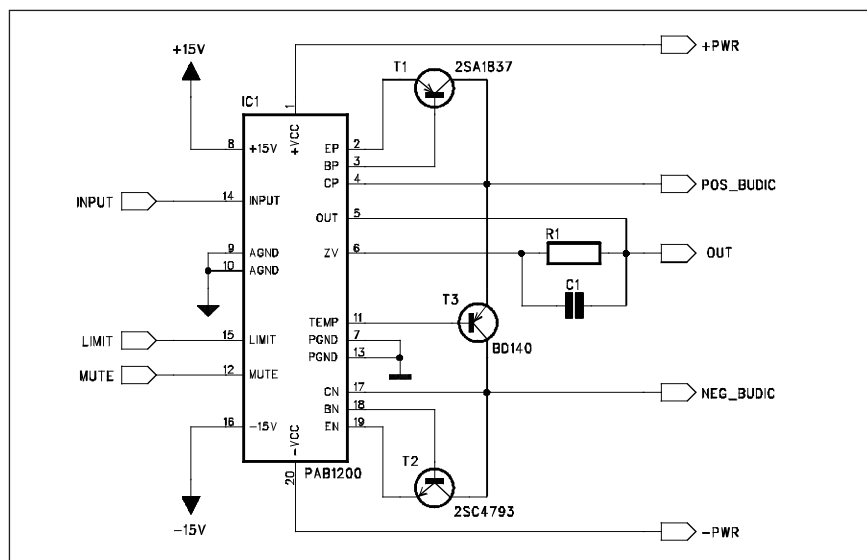 +15V
T1
2SA1837
+PWR
IC1
1
+VCC
8
+15V
EP
2
BP
3
CP
4
POS_BUDIC
INPUT
14
INPUT
OUT
5
R1
OUT
9
AGND
ZV
6
10
AGND
C1
T3
TEMP
11
LIMIT
15
LIMIT
PGND
7
BD140
PGND
13
MUTE
12
MUTE
CN
17
NEG_BUDIC
BN
18
16
-15V
EN
19
-VCC
T2
20
PAB1200
2SC4793
-15V
-PWR